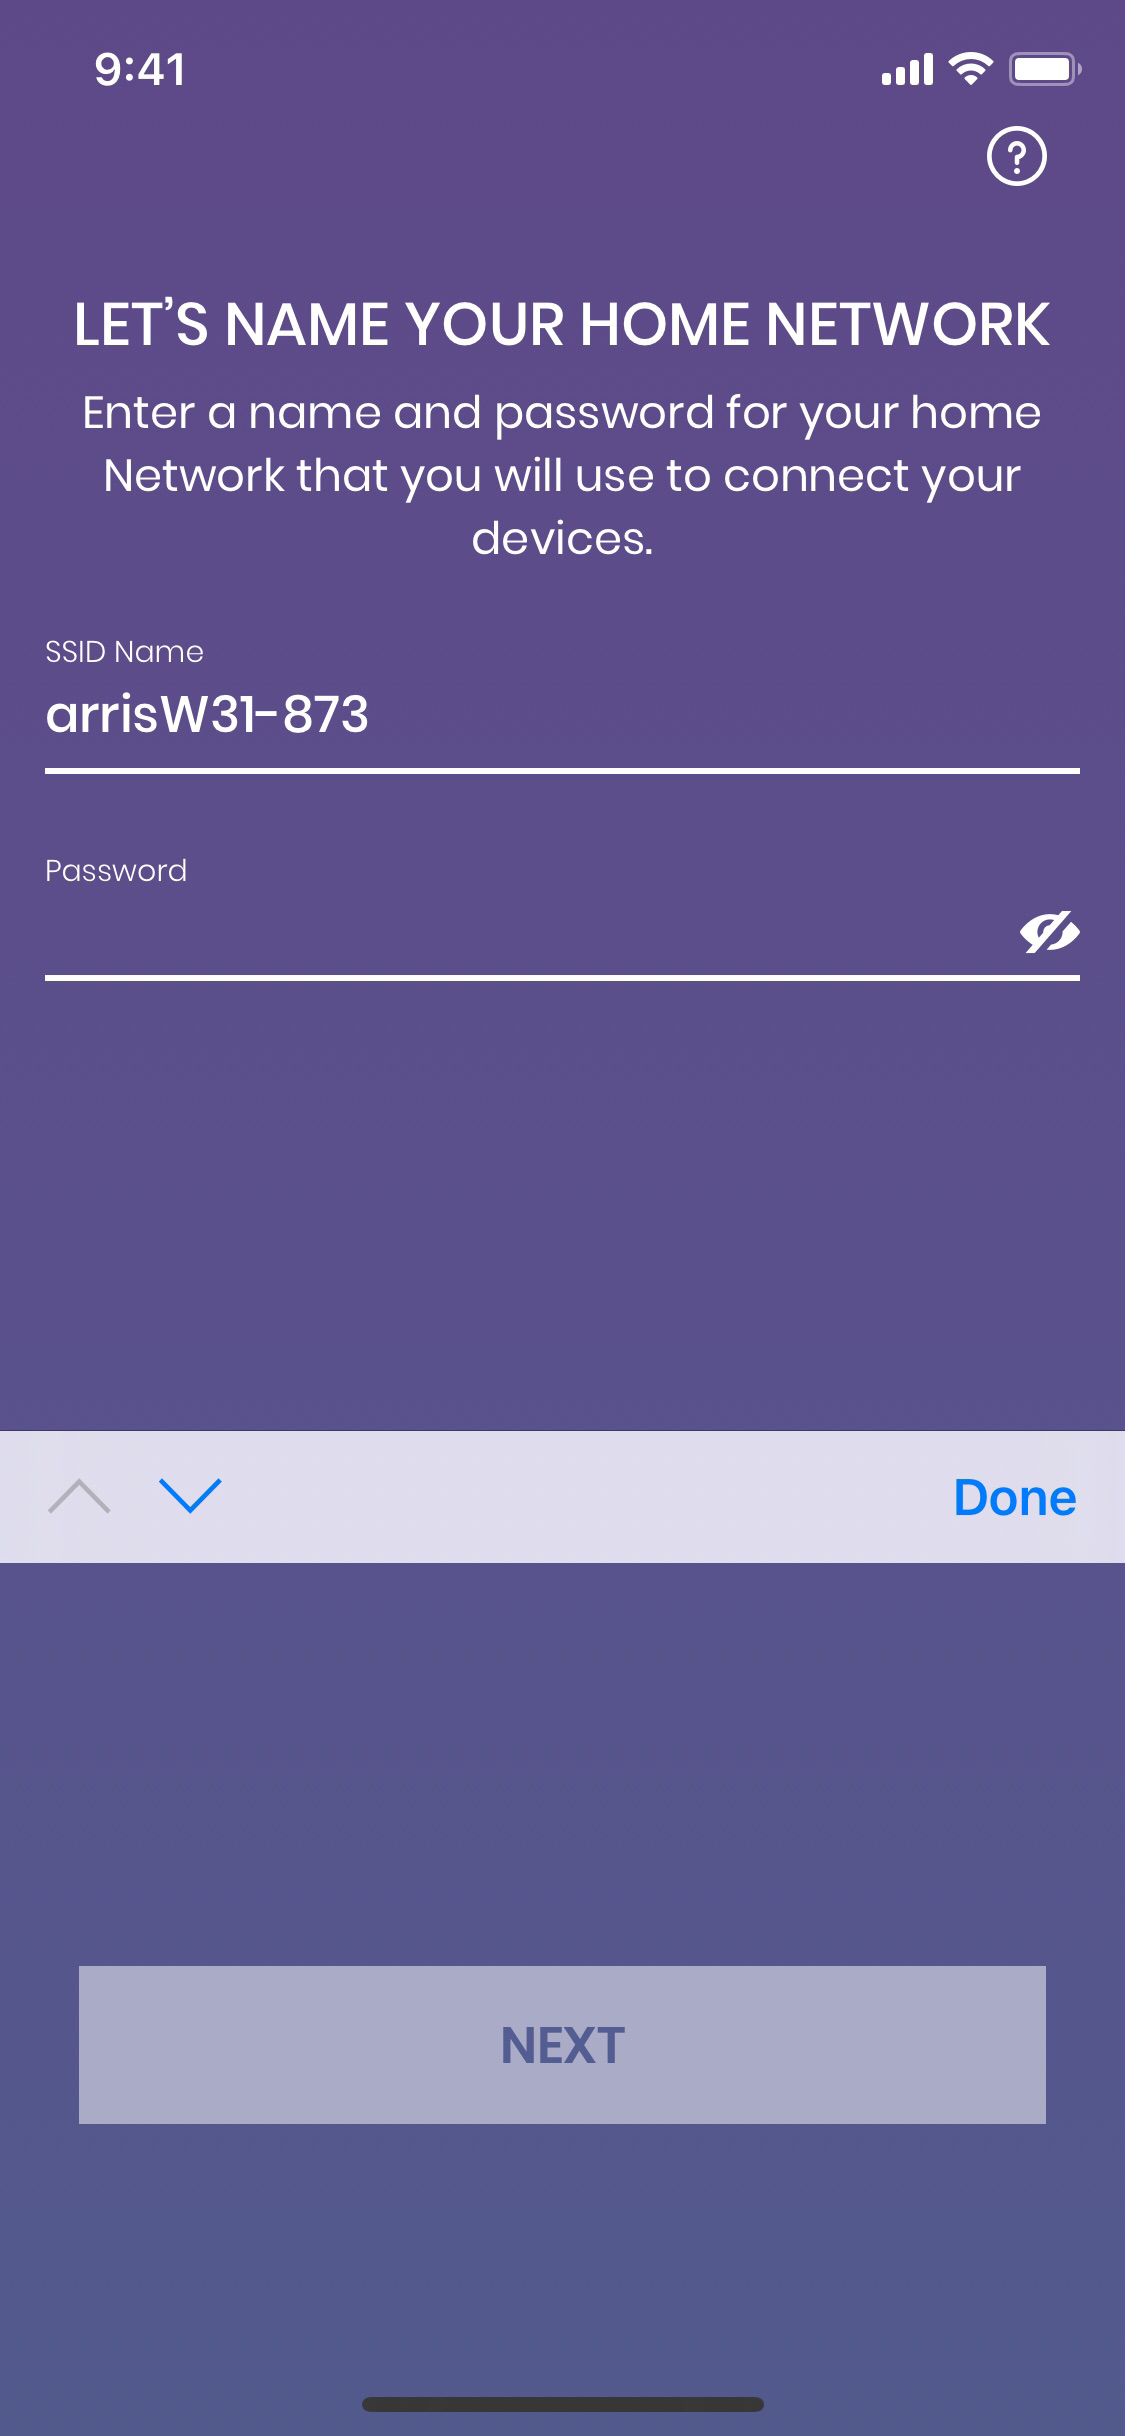 9:41
LET’S NAME YOUR HOME NETWORK
Enter a name and password for your home
Network that you will use to connect your
devices.
SSID Name
arrisW31-873
Password
Done
NEXT